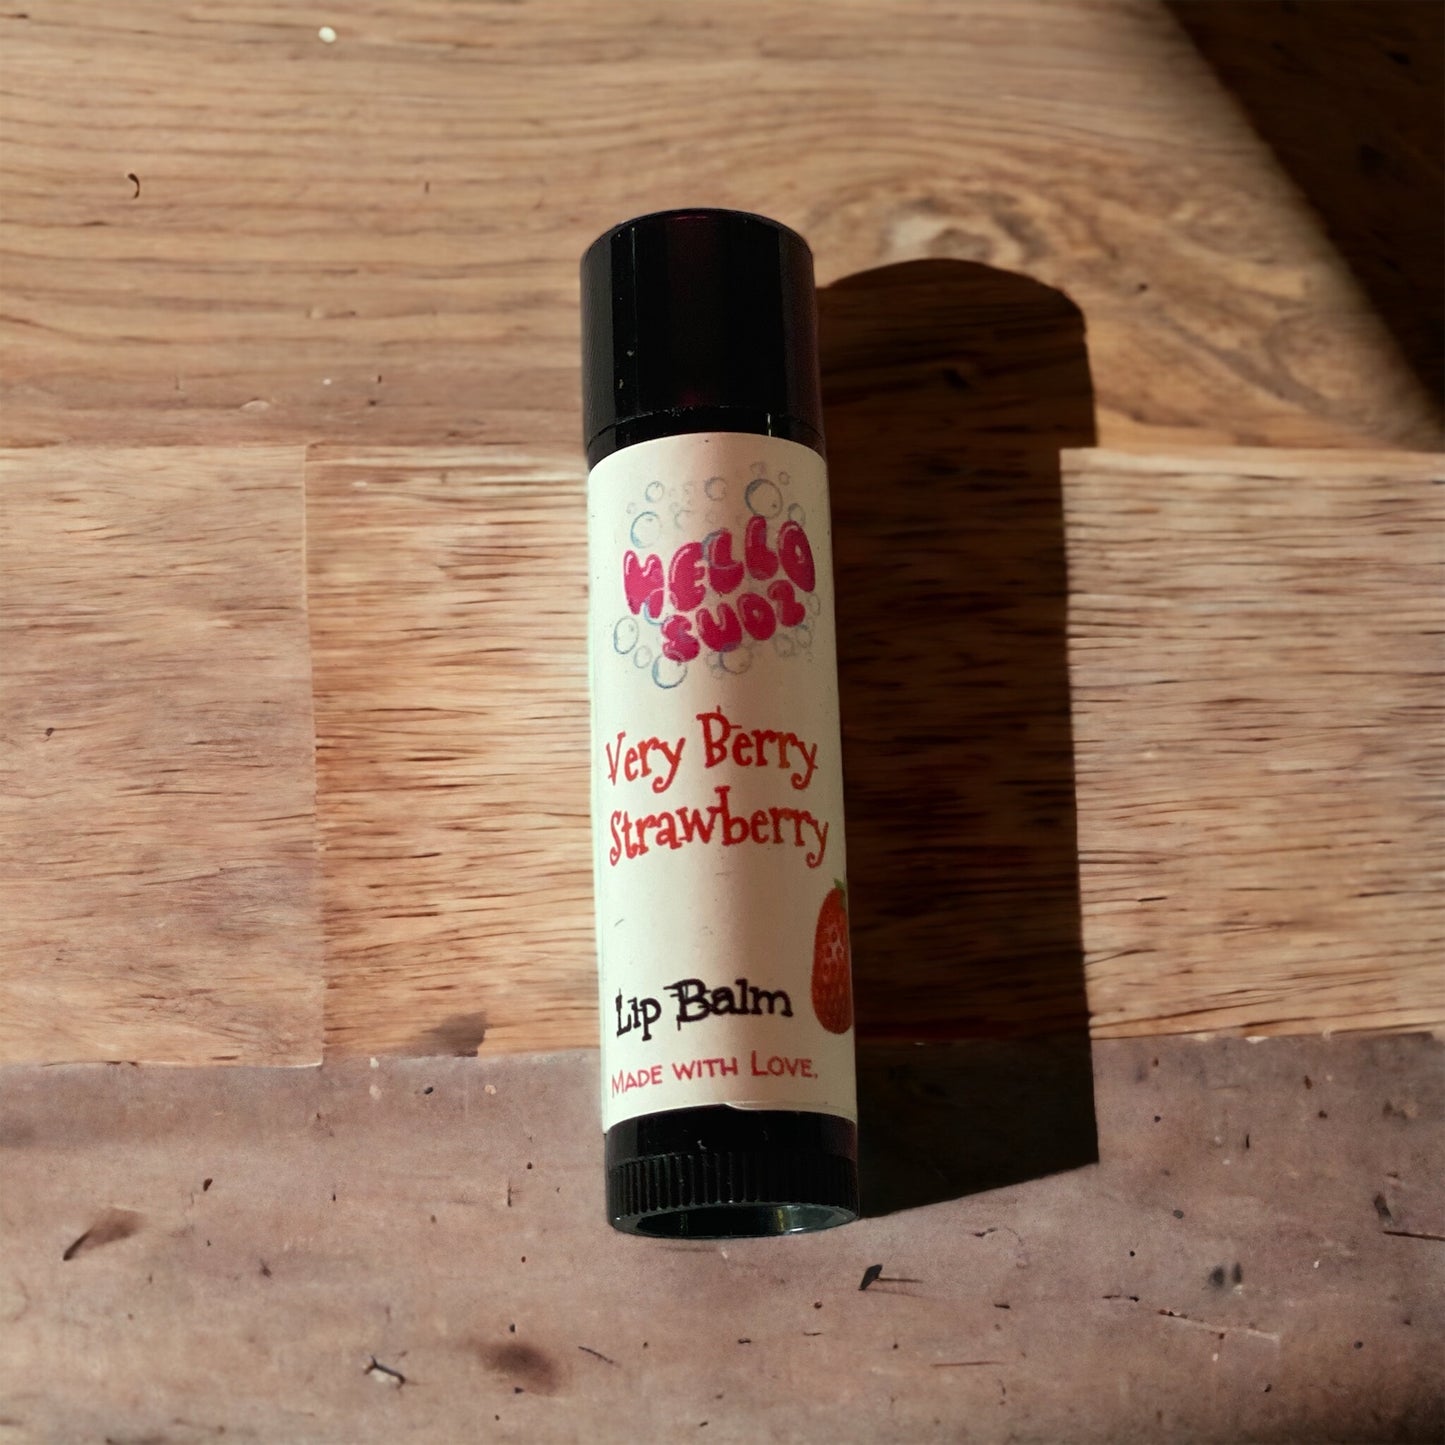 HELLO
SUDZ
Very Berry
Strawberry
Lip Balm
MADE WITH LOVE.